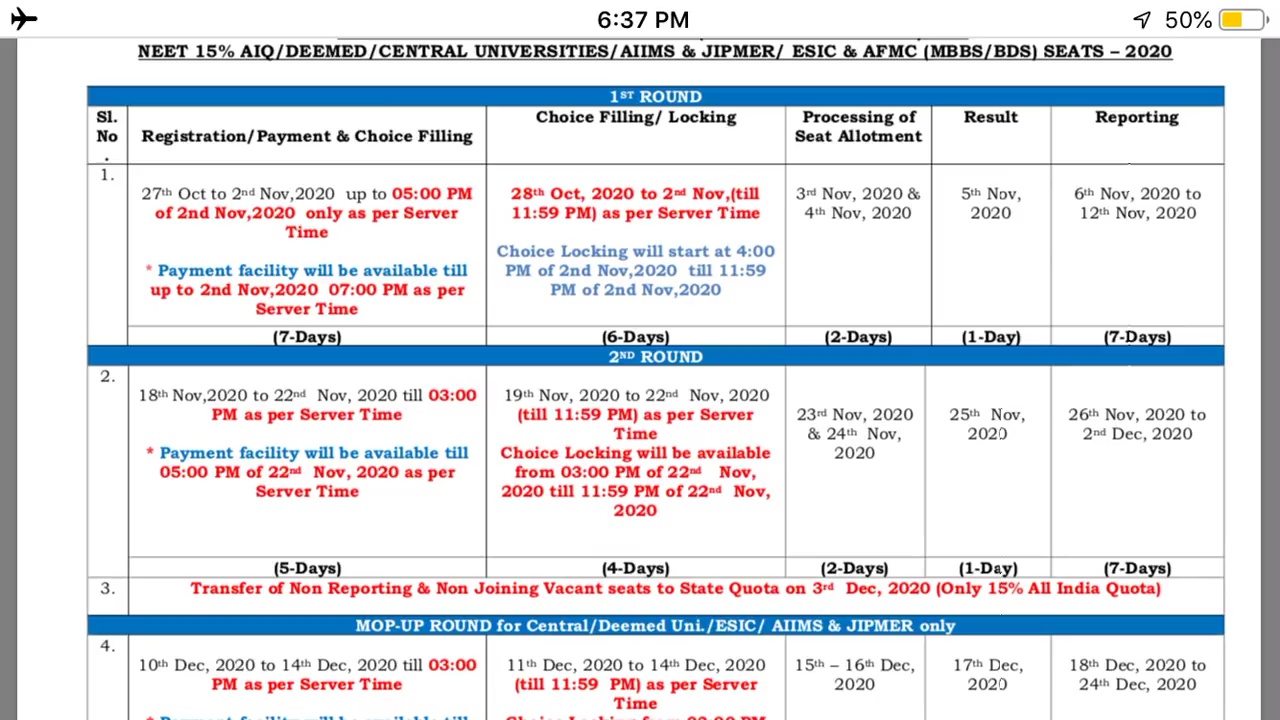 6:37 PM
50%
NEET 15% AIQ/DEEMED/CENTRAL UNIVERSITIES/AIIMS & JIPMER/ ESIC & AFMC (MBBS/BDS) SEATS – 2020
1ST ROUND
Sl. No .
Registration/Payment & Choice Filling
Choice Filling/ Locking
Processing of
Seat Allotment
Result
Reporting
1.
27th Oct to 2nd Nov,2020 up to 05:00 PM
of 2nd Nov,2020 only as per Server
Time
* Payment facility will be available till
up to 2nd Nov,2020 07:00 PM as per
Server Time
(7-Days)
28th Oct, 2020 to 2nd Nov,(till
11:59 PM) as per Server Time
Choice Locking will start at 4:00
PM of 2nd Nov,2020 till 11:59
PM of 2nd Nov,2020
(6-Days)
3rd Nov, 2020 &
4th Nov, 2020
(2-Days)
5th Nov,
2020
(1-Day)
6th Nov, 2020 to
12th Nov, 2020
(7-Days)
2ND ROUND
2.
18th Nov,2020 to 22nd Nov, 2020 till 03:00
PM as per Server Time
* Payment facility will be available till
05:00 PM of 22nd Nov, 2020 as per
Server Time
(5-Days)
19th Nov, 2020 to 22nd Nov, 2020
(till 11:59 PM) as per Server
Time
Choice Locking will be available
from 03:00 PM of 22nd Nov,
2020 till 11:59 PM of 22nd Nov,
2020
(4-Days)
23rd Nov, 2020
& 24th Nov,
2020
(2-Days)
25th Nov,
2020
(1-Day)
26th Nov, 2020 to
2nd Dec, 2020
(7-Days)
3.
Transfer of Non Reporting & Non Joining Vacant seats to State Quota on 3rd Dec, 2020 (Only 15% All India Quota)
MOP-UP ROUND for Central/Deemed Uni./ESIC/ AIIMS & JIPMER only
4.
10th Dec, 2020 to 14th Dec, 2020 till 03:00
PM as per Server Time
* Payment facility will be available till
11th Dec, 2020 to 14th Dec, 2020
(till 11:59 PM) as per Server
Time
Choice Locking from 03:00 PM
15th – 16th Dec,
2020
17th Dec,
2020
18th Dec, 2020 to
24th Dec, 2020